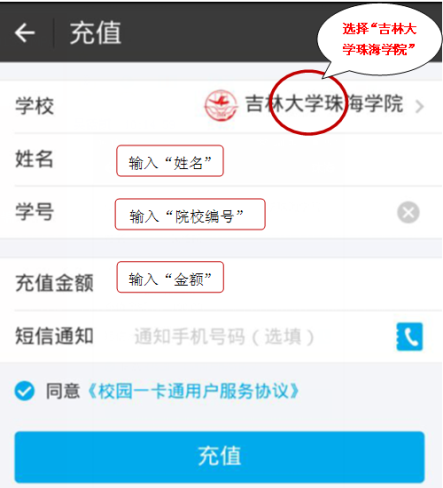 充值
选择“吉林大
学珠海学院”
学校 吉林大学珠海学院
姓名 输入“姓名”
学号 输入“院校编号”
充值金额 输入“金额”
短信通知 通知手机号码（选填）
同意《校园一卡通用户服务协议》
充值